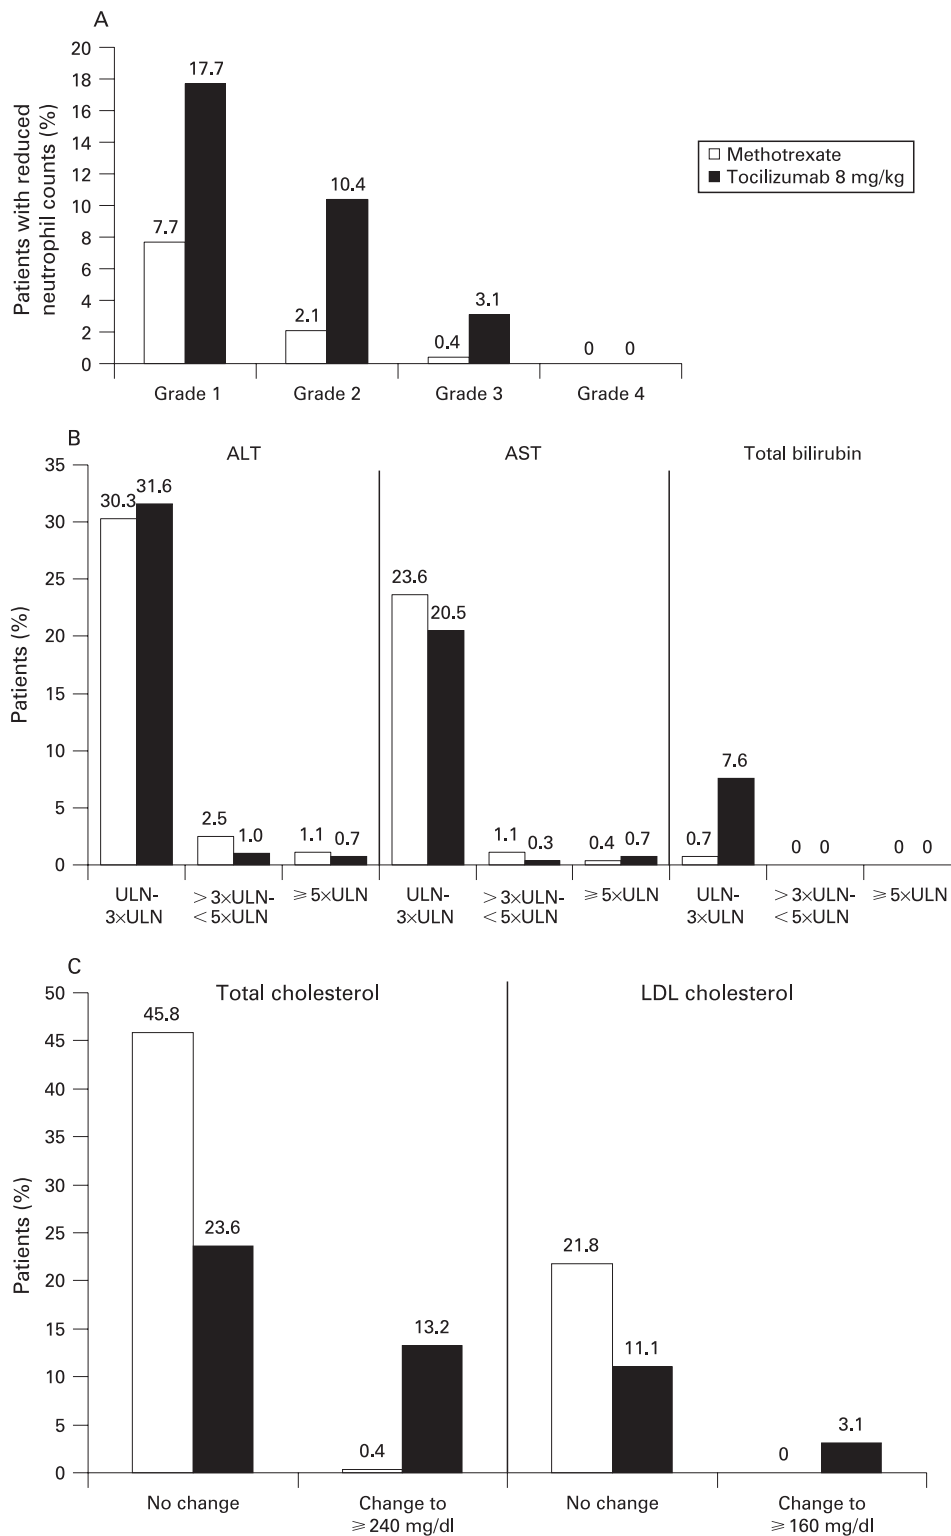 A
Patients with reduced
neutrophil counts (%)
20
18
16
14
12
10
8
6
4
2
0
7.7
17.7
2.1
10.4
0.4
3.1
0
0
Grade 1
Grade 2
Grade 3
Grade 4
Methotrexate
Tocilizumab 8 mg/kg
B
ALT
AST
Total bilirubin
Patients (%)
35
30
25
20
15
10
5
0
30.3
31.6
2.5
1.0
1.1
0.7
23.6
20.5
1.1
0.3
0.4
0.7
0.7
7.6
0
0
0
0
ULN-
3×ULN
>3×ULN-
<5×ULN
≥5×ULN
ULN-
3×ULN
>3×ULN-
<5×ULN
≥5×ULN
ULN-
3×ULN
>3×ULN-
<5×ULN
≥5×ULN
C
Total cholesterol
LDL cholesterol
Patients (%)
50
45
40
35
30
25
20
15
10
5
0
45.8
23.6
0.4
13.2
21.8
11.1
0
3.1
No change
Change to
≥240 mg/dl
No change
Change to
≥160 mg/dl